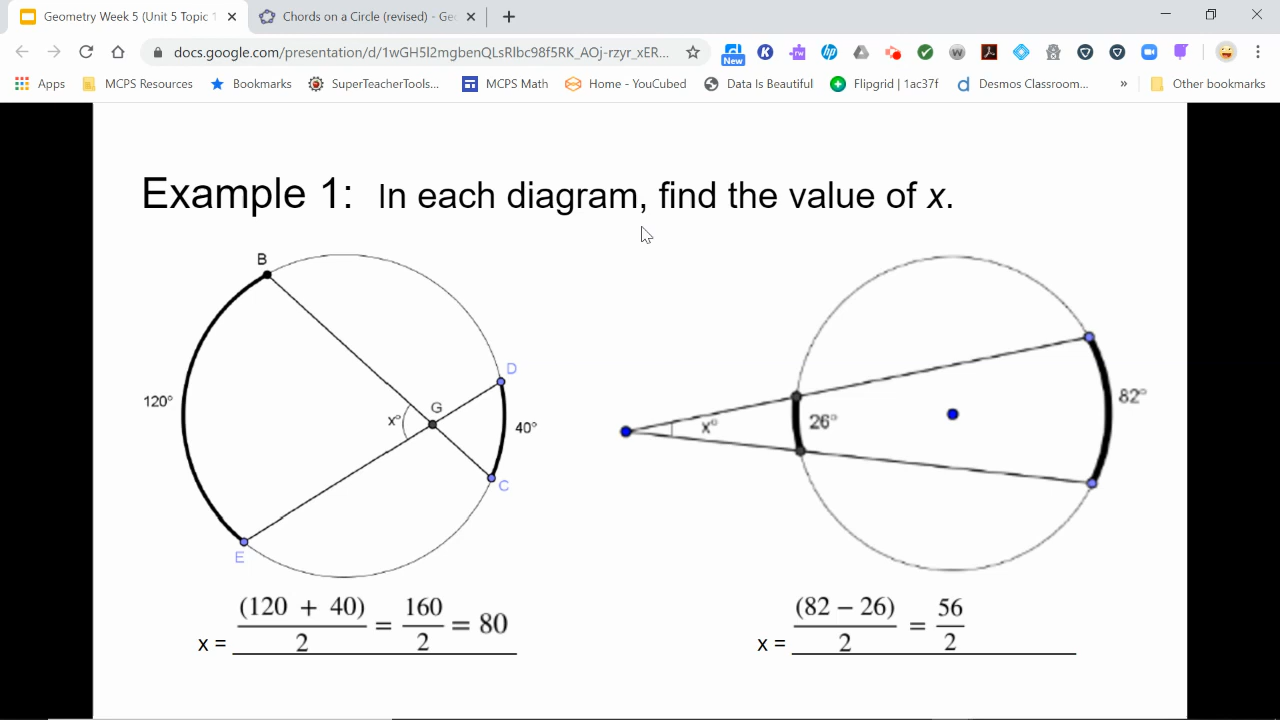 Geometry Week 5 (Unit 5 Topic 1
Chords on a Circle (revised) - Geo
docs.google.com/presentation/d/1wGH5l2mgbenQLsRlbc98f5RK_AOj-rzyr_xER...
New
Apps
MCPS Resources
Bookmarks
SuperTeacherTools...
MCPS Math
Home - YouCubed
Data Is Beautiful
Flipgrid | 1ac37f
Desmos Classroom...
»
Other bookmarks
Example 1: In each diagram, find the value of x.
B
D
G
120°
x°
40°
C
E
x°
26°
82°
x = (120 + 40)/2 = 160/2 = 80
x = (82 − 26)/2 = 56/2